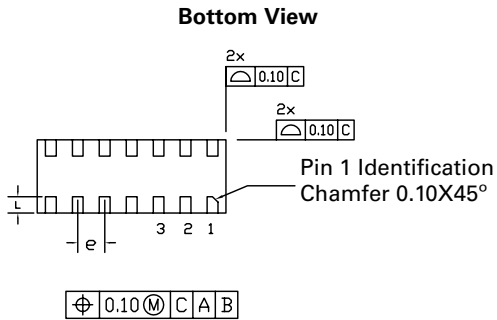 Bottom View
2x
⌓ 0.10 C
2x
⌓ 0.10 C
Pin 1 Identification
Chamfer 0.10X45°
L
3 2 1
e
⌖ 0.10 Ⓜ C A B